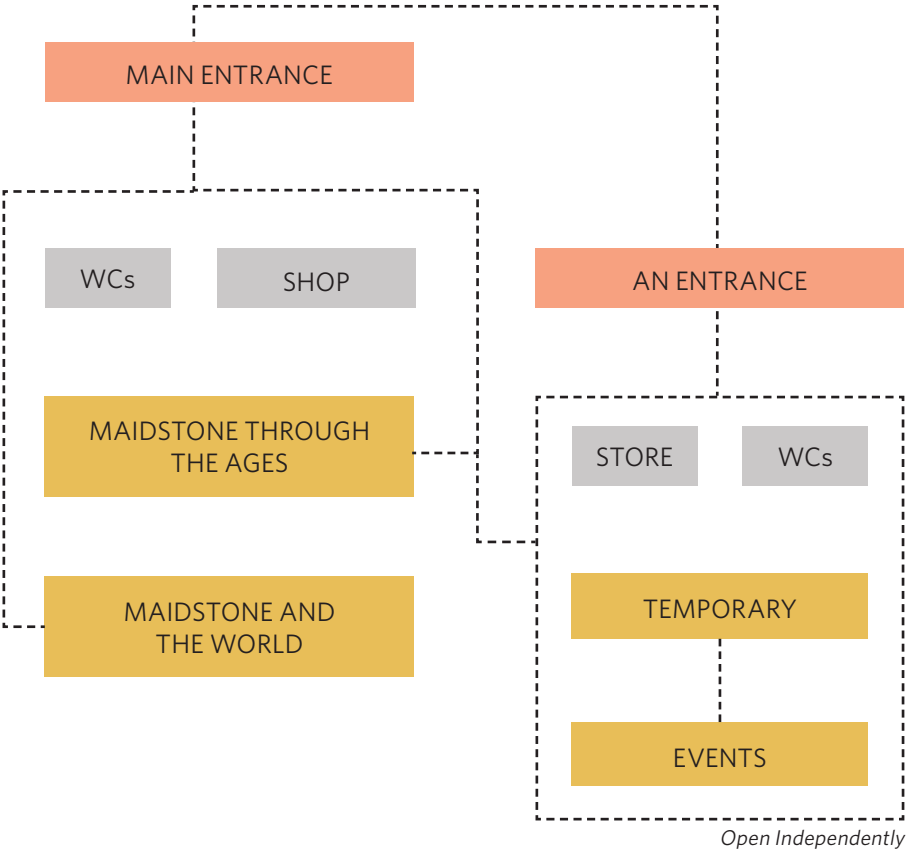 MAIN ENTRANCE
WCs
SHOP
AN ENTRANCE
MAIDSTONE THROUGH
THE AGES
STORE
WCs
MAIDSTONE AND
THE WORLD
TEMPORARY
EVENTS
Open Independently